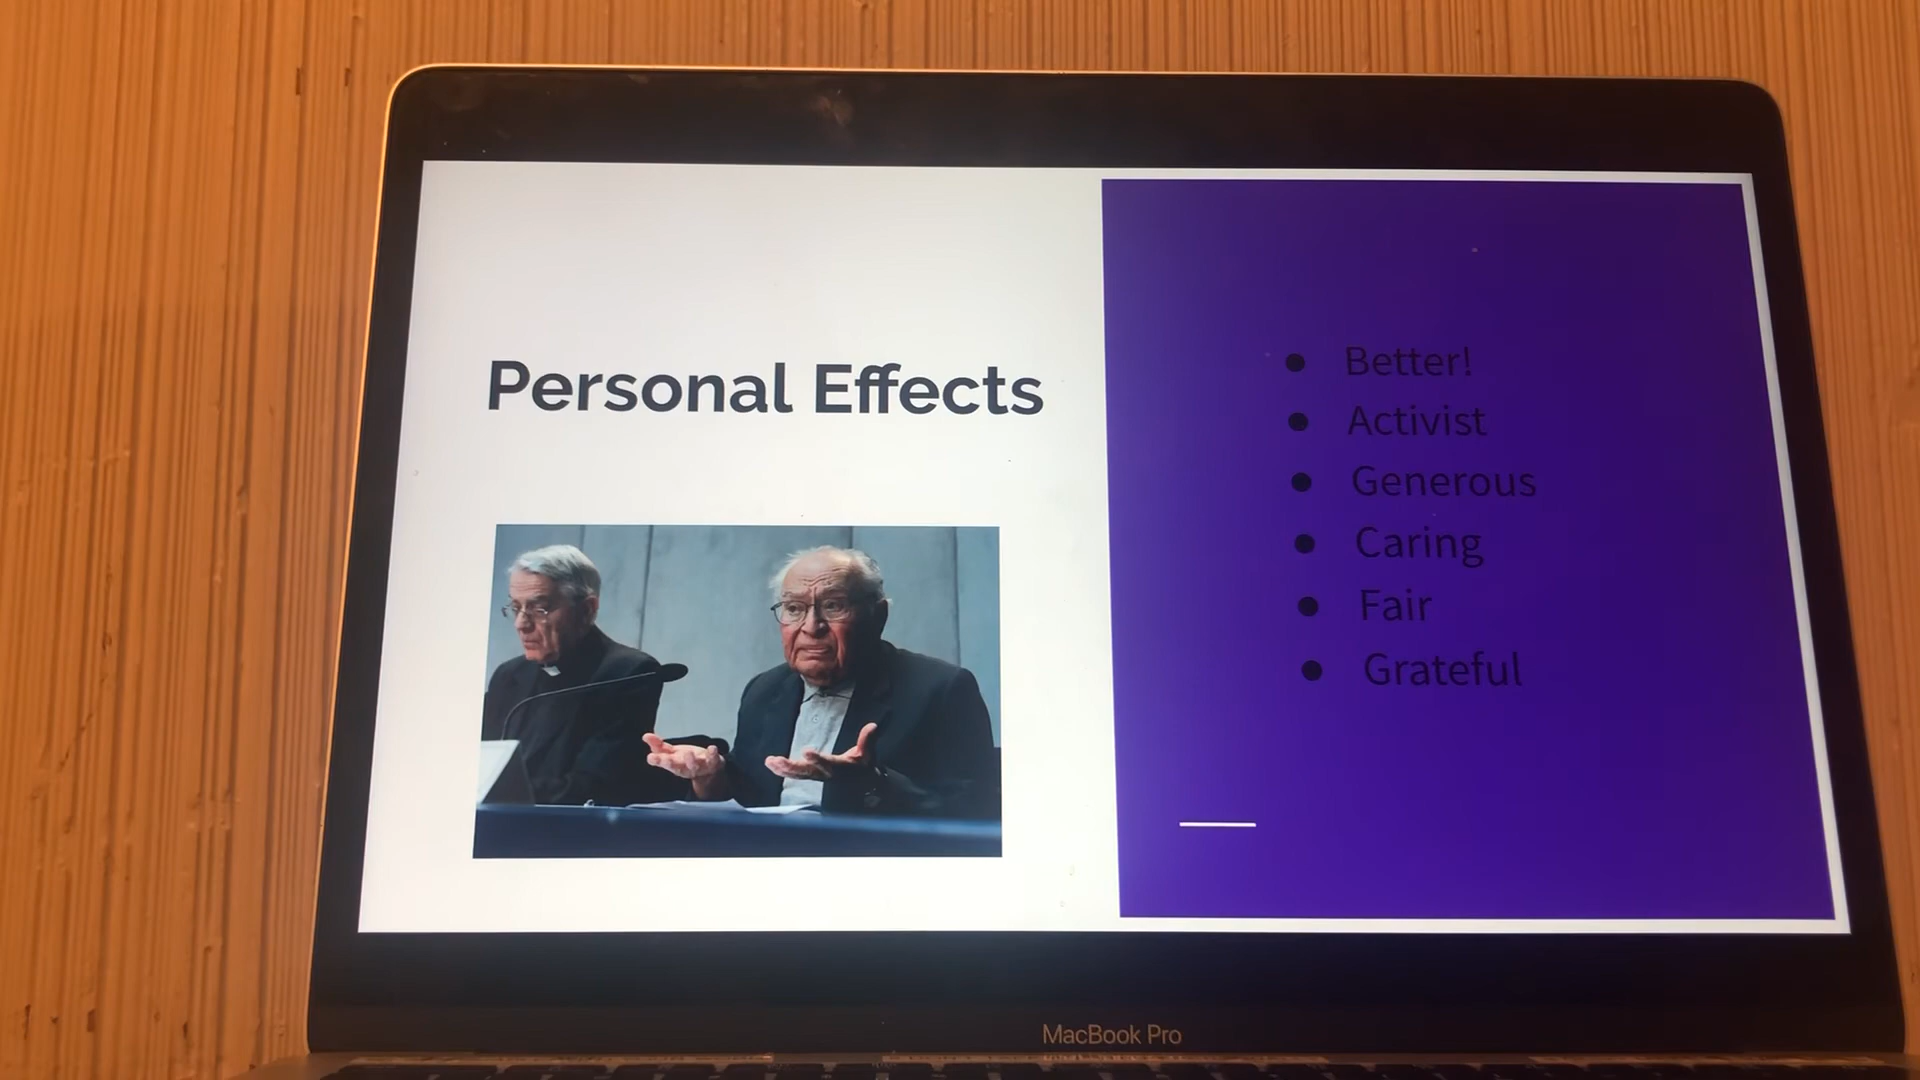 Personal Effects
● Better!
● Activist
● Generous
● Caring
● Fair
● Grateful
MacBook Pro